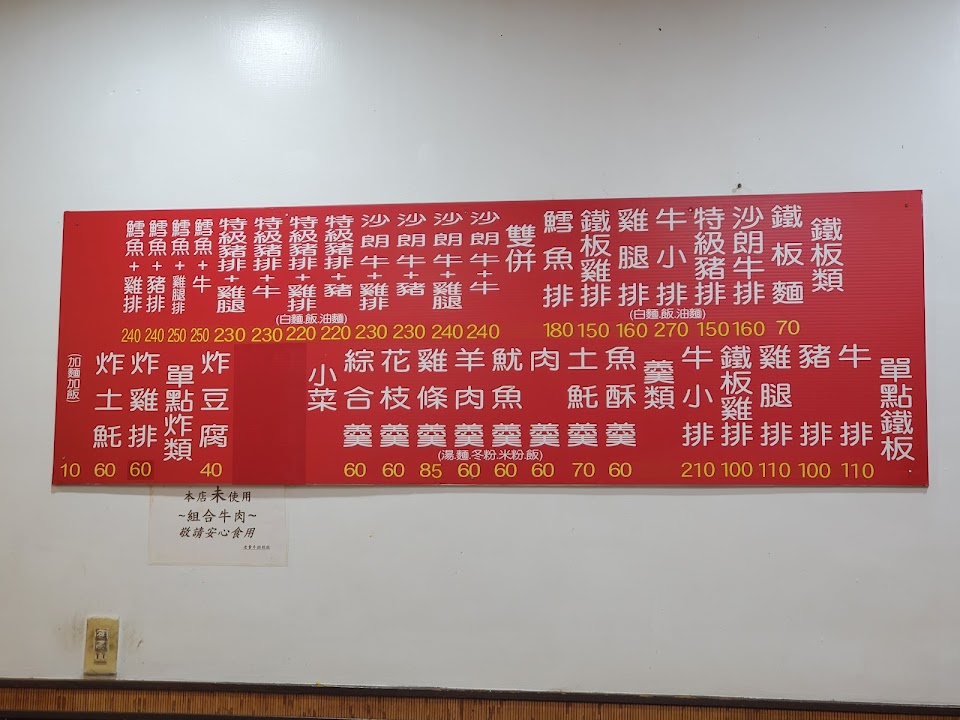 鐵板類
鐵板麵 70
沙朗牛排 160
特級豬排 150
牛小排 270
雞腿排 160
鐵板雞排 150
鱈魚排 180
(白麵.飯.油麵)
雙併
沙朗牛+牛 240
沙朗牛+雞腿 240
沙朗牛+豬 230
沙朗牛+雞排 230
特級豬排+豬 220
特級豬排+雞排 220
特級豬排+牛 230
特級豬排+雞腿 230
(白麵.飯.油麵)
鱈魚+牛 250
鱈魚+雞腿排 250
鱈魚+豬排 240
鱈魚+雞排 240
單點鐵板
牛排 110
豬排 100
雞腿排 110
鐵板雞排 100
牛小排 210
羹類
魚酥羹 60
土魠羹 70
肉羹 60
魷魚羹 60
羊肉羹 60
雞條羹 85
花枝羹 60
綜合羹 60
(湯.麵.冬粉.米粉.飯)
小菜
炸豆腐 40
單點炸類
炸雞排 60
炸土魠 60
(加麵加飯) 10
本店未使用
~組合牛肉~
敬請安心食用